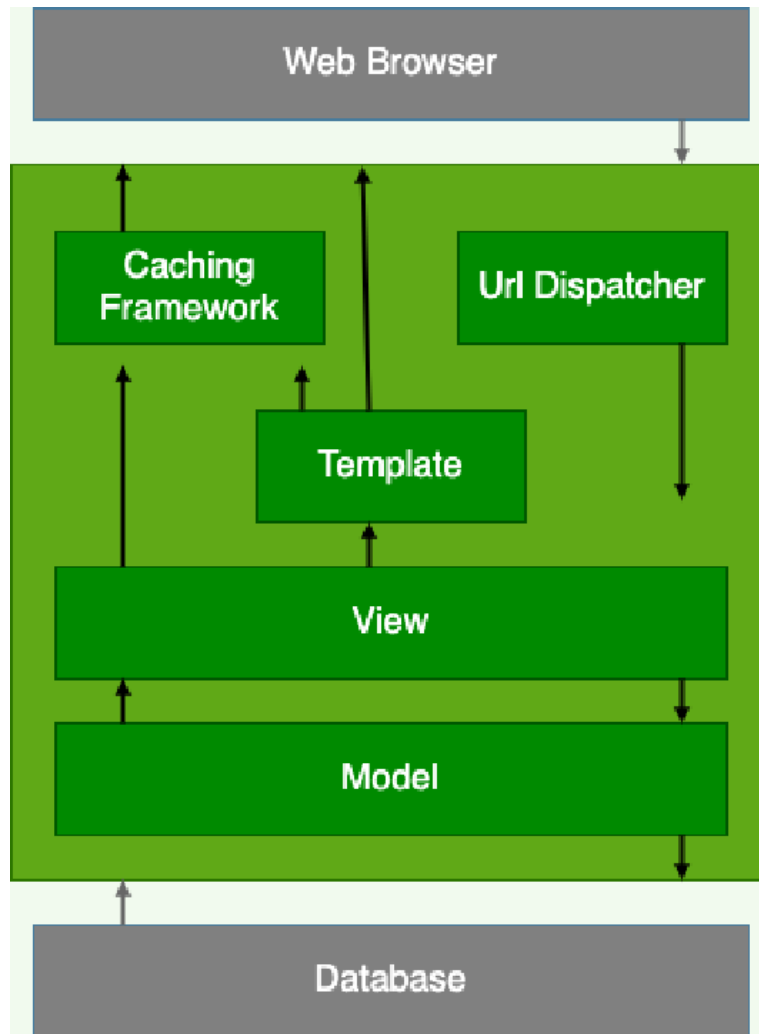 Web Browser
Caching
Framework
Url Dispatcher
Template
View
Model
Database